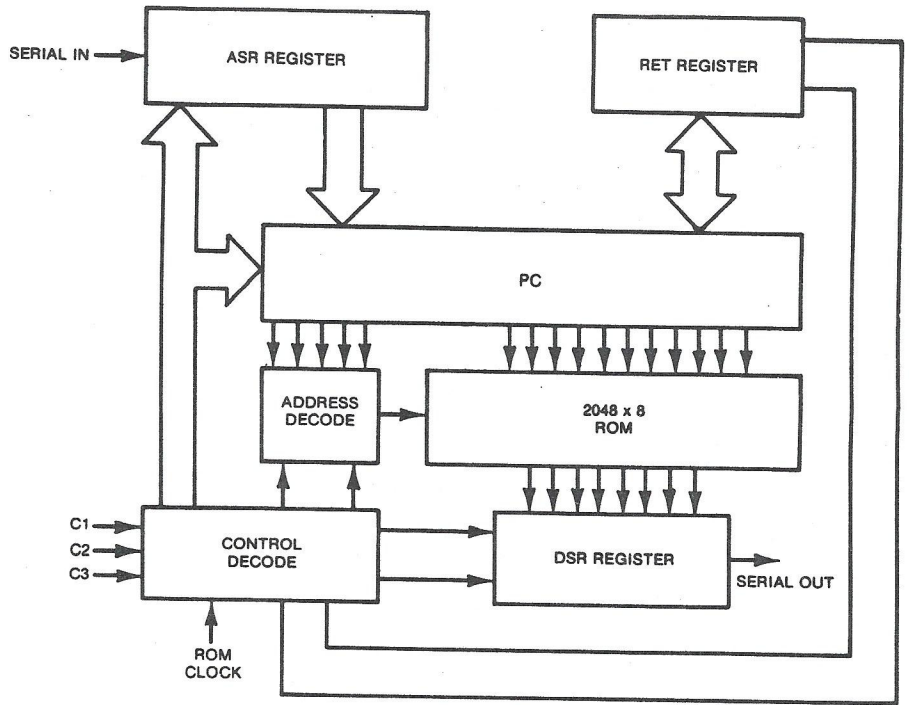 SERIAL IN
ASR REGISTER
RET REGISTER
PC
ADDRESS
DECODE
2048 x 8
ROM
C1
C2
C3
CONTROL
DECODE
DSR REGISTER
SERIAL OUT
ROM
CLOCK